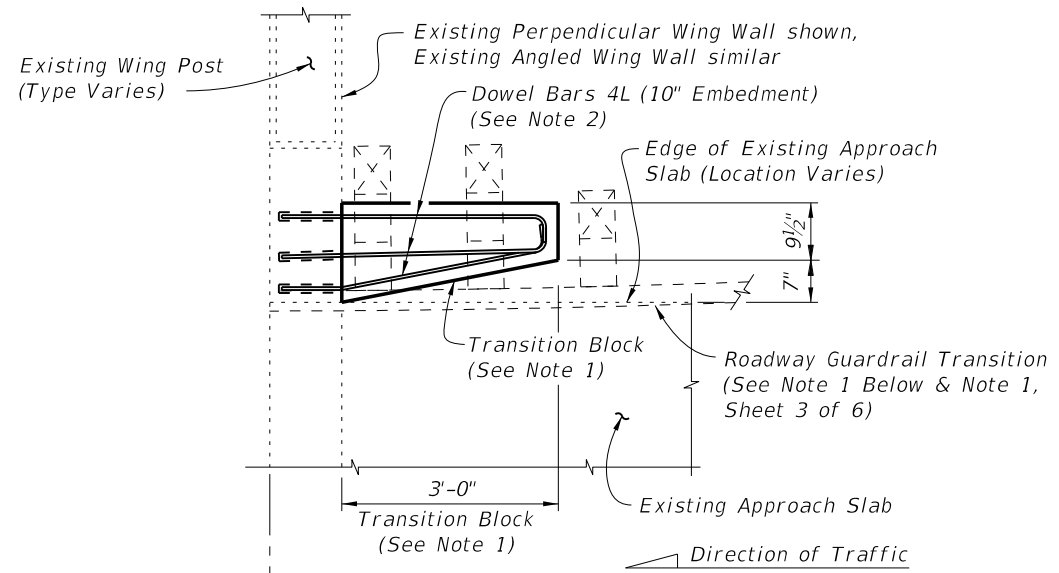 Existing Perpendicular Wing Wall shown,
Existing Angled Wing Wall similar
Existing Wing Post
(Type Varies)
Dowel Bars 4L (10" Embedment)
(See Note 2)
Edge of Existing Approach
Slab (Location Varies)
9½"
7"
Transition Block
(See Note 1)
Roadway Guardrail Transition
(See Note 1 Below & Note 1,
Sheet 3 of 6)
3'-0"
Transition Block
(See Note 1)
Existing Approach Slab
Direction of Traffic